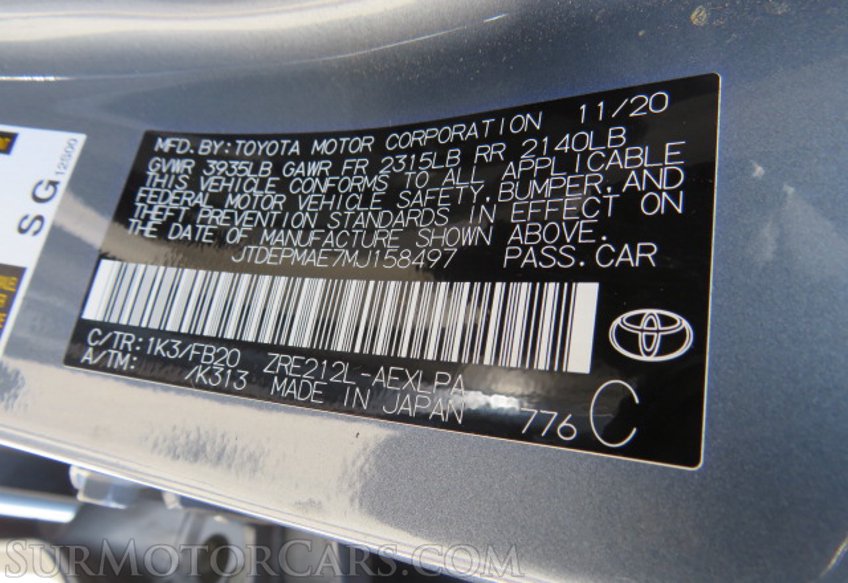 MFD. BY: TOYOTA MOTOR CORPORATION 11/20
GVWR 3935LB GAWR FR 2315LB RR 2140LB
THIS VEHICLE CONFORMS TO ALL APPLICABLE
FEDERAL MOTOR VEHICLE SAFETY, BUMPER, AND
THEFT PREVENTION STANDARDS IN EFFECT ON
THE DATE OF MANUFACTURE SHOWN ABOVE.
JTDEPMAE7MJ158497 PASS. CAR
C/TR: 1K3/FB20 ZRE212L-AEXLPA
A/TM: /K313 MADE IN JAPAN 776 C
SG
12S00
SurMotorCars.com